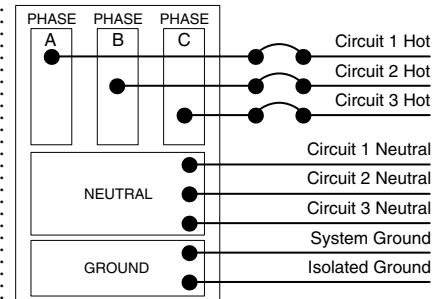 PHASE PHASE PHASE
A B C
Circuit 1 Hot
Circuit 2 Hot
Circuit 3 Hot
Circuit 1 Neutral
Circuit 2 Neutral
NEUTRAL
Circuit 3 Neutral
System Ground
GROUND
Isolated Ground